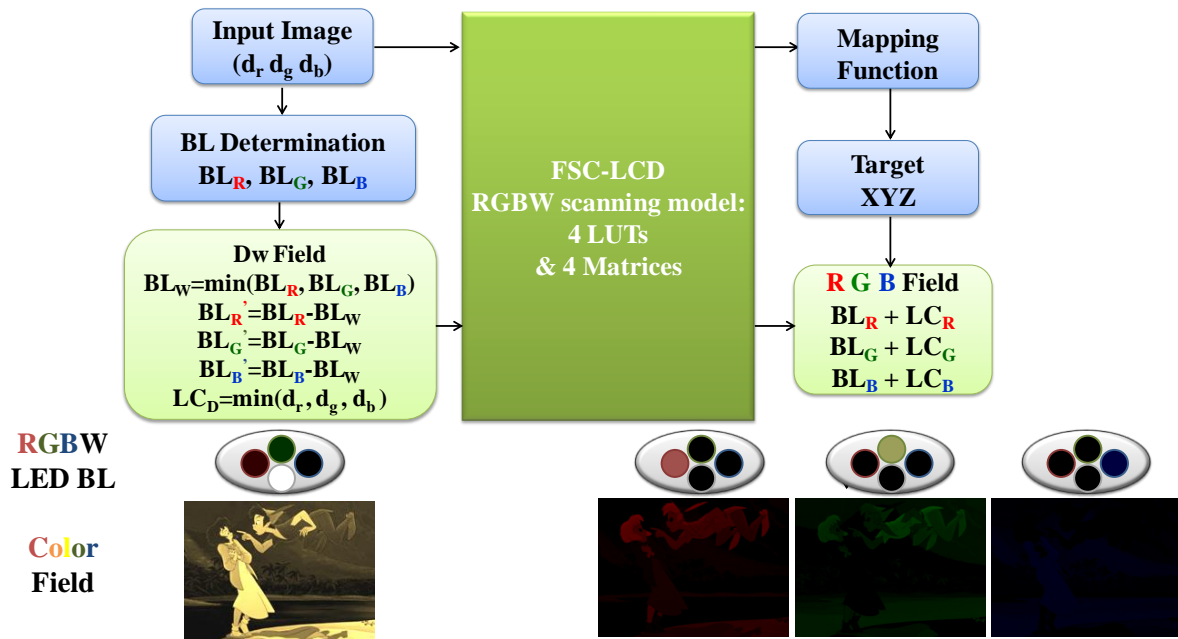 Input Image
(dr dg db)
BL Determination
BLR, BLG, BLB
Dw Field
BLW=min(BLR, BLG, BLB)
BLR'=BLR-BLW
BLG'=BLG-BLW
BLB'=BLB-BLW
LCD=min(dr, dg, db)
FSC-LCD
RGBW scanning model:
4 LUTs
& 4 Matrices
Mapping
Function
Target
XYZ
R G B Field
BLR + LCR
BLG + LCG
BLB + LCB
RGBW
LED BL
Color
Field